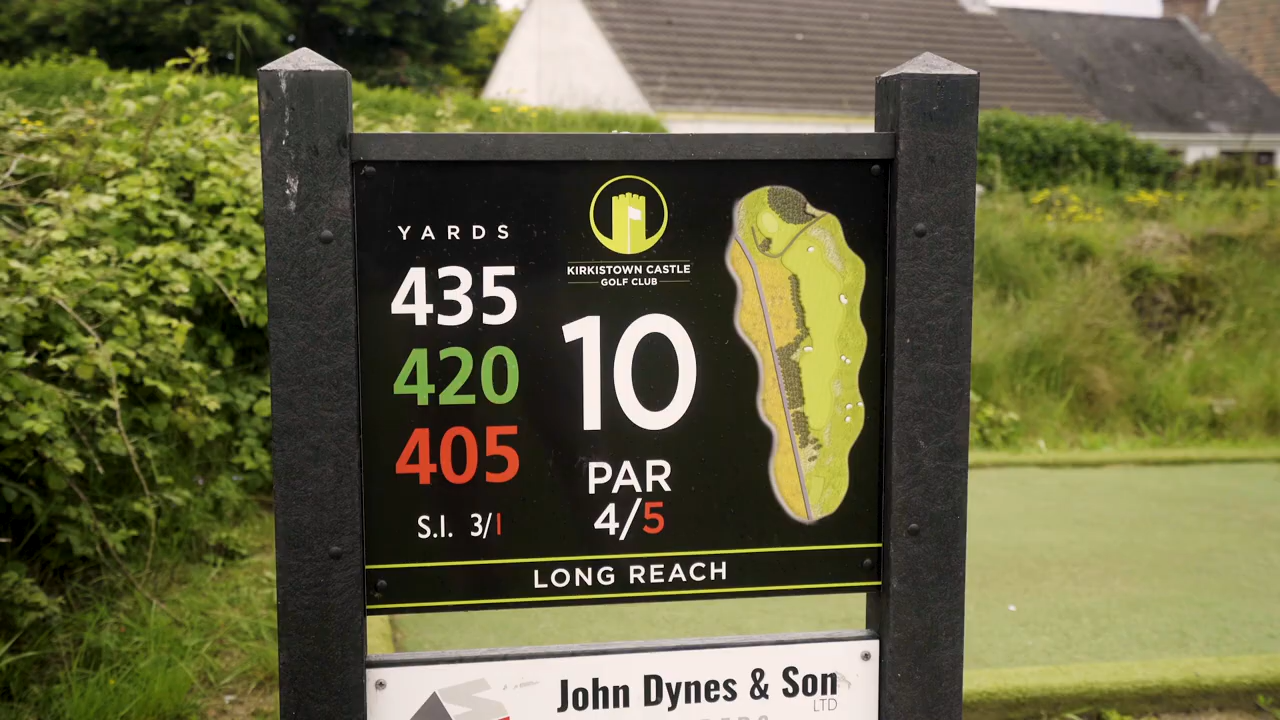 YARDS
435
420
405
S.I. 3/1
KIRKISTOWN CASTLE
GOLF CLUB
10
PAR
4/5
LONG REACH
John Dynes & Son
LTD